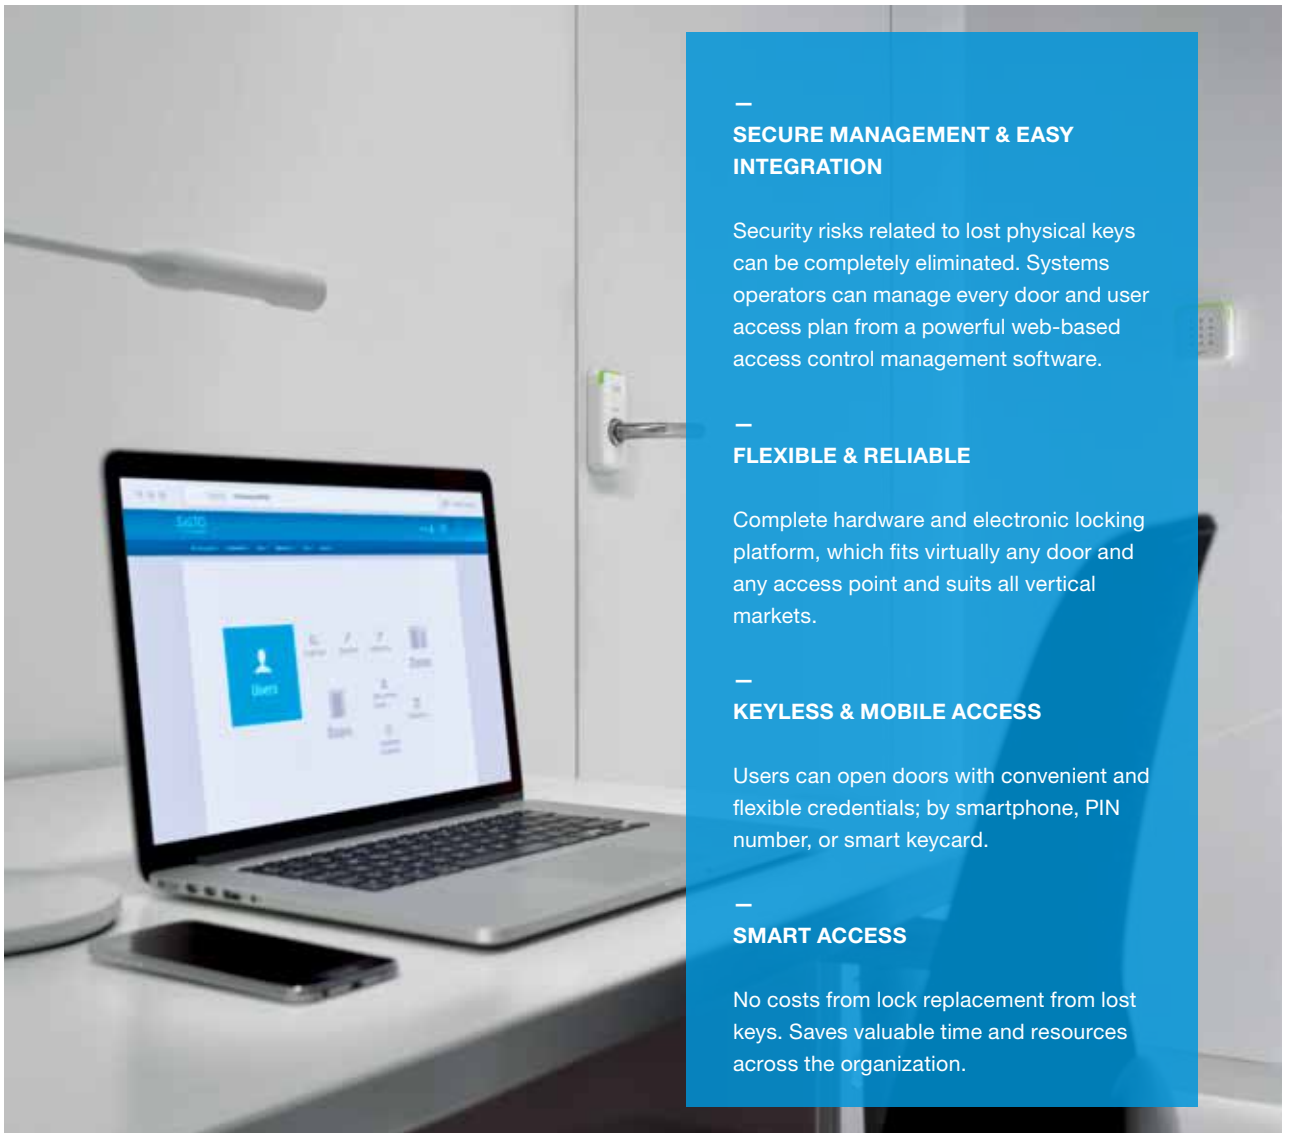 SALTO
Users
Doors
Zones
—
SECURE MANAGEMENT & EASY
INTEGRATION
Security risks related to lost physical keys
can be completely eliminated. Systems
operators can manage every door and user
access plan from a powerful web-based
access control management software.
—
FLEXIBLE & RELIABLE
Complete hardware and electronic locking
platform, which fits virtually any door and
any access point and suits all vertical
markets.
—
KEYLESS & MOBILE ACCESS
Users can open doors with convenient and
flexible credentials; by smartphone, PIN
number, or smart keycard.
—
SMART ACCESS
No costs from lock replacement from lost
keys. Saves valuable time and resources
across the organization.